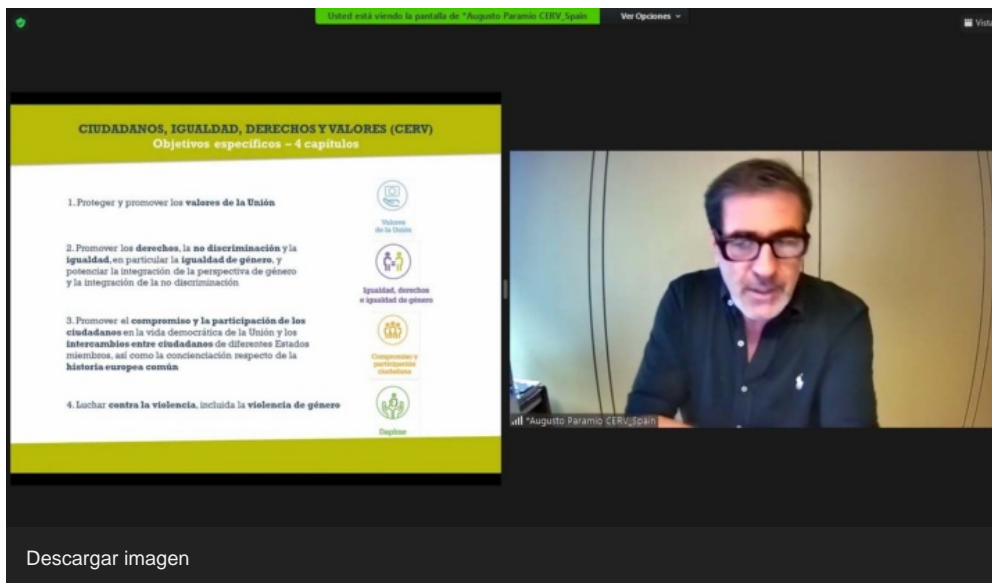 Usted está viendo la pantalla de *Augusto Paramio CERV_Spain
Ver Opciones
Vista
CIUDADANOS, IGUALDAD, DERECHOS Y VALORES (CERV)
Objetivos específicos – 4 capítulos
1. Proteger y promover los valores de la Unión
Valores
de la Unión
2. Promover los derechos, la no discriminación y la
igualdad, en particular la igualdad de género, y
potenciar la integración de la perspectiva de género
y la integración de la no discriminación
Igualdad, derechos
e igualdad de género
3. Promover el compromiso y la participación de los
ciudadanos en la vida democrática de la Unión y los
intercambios entre ciudadanos de diferentes Estados
miembros, así como la concienciación respecto de la
historia europea común
Compromiso y
participación
ciudadana
4. Luchar contra la violencia, incluida la violencia de género
Daphne
*Augusto Paramio CERV_Spain
Descargar imagen